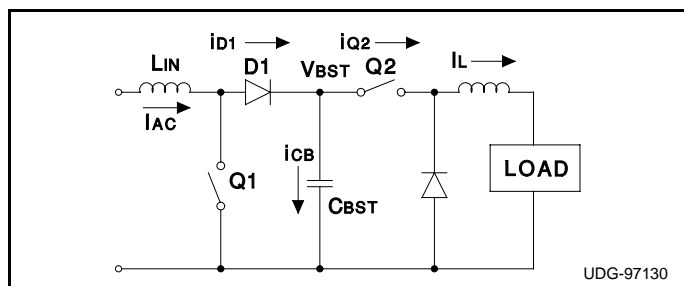 iD1
iQ2
LIN
D1
VBST
Q2
IL
IAC
Q1
iCB
CBST
LOAD
UDG-97130